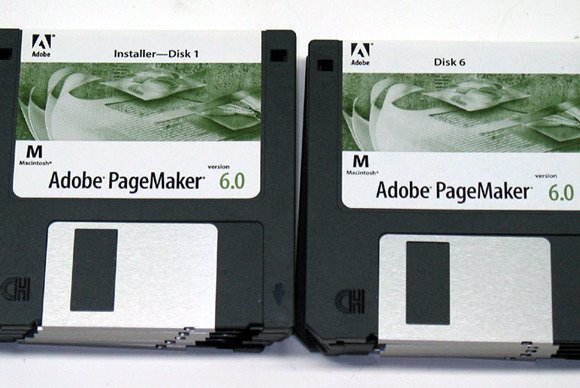 Adobe
Installer—Disk 1
M
Macintosh®
version
Adobe® PageMaker® 6.0
Adobe
Disk 6
M
Macintosh®
version
Adobe® PageMaker® 6.0